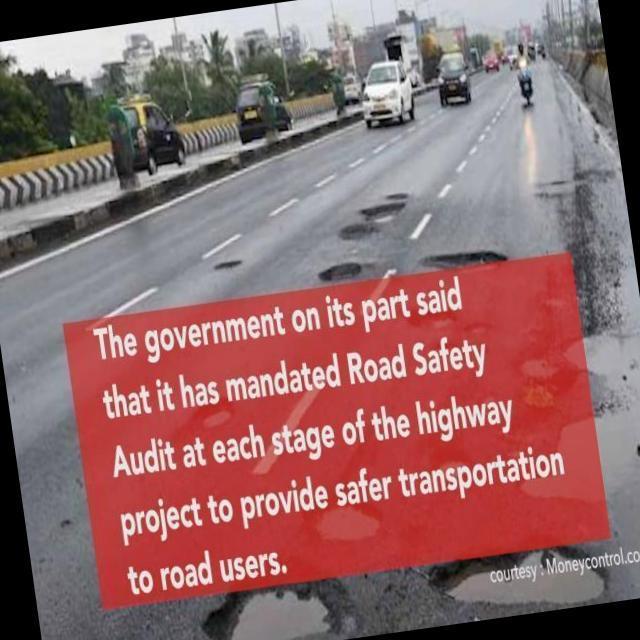 The government on its part said
that it has mandated Road Safety
Audit at each stage of the highway
project to provide safer transportation
to road users.
courtesy : Moneycontrol.co